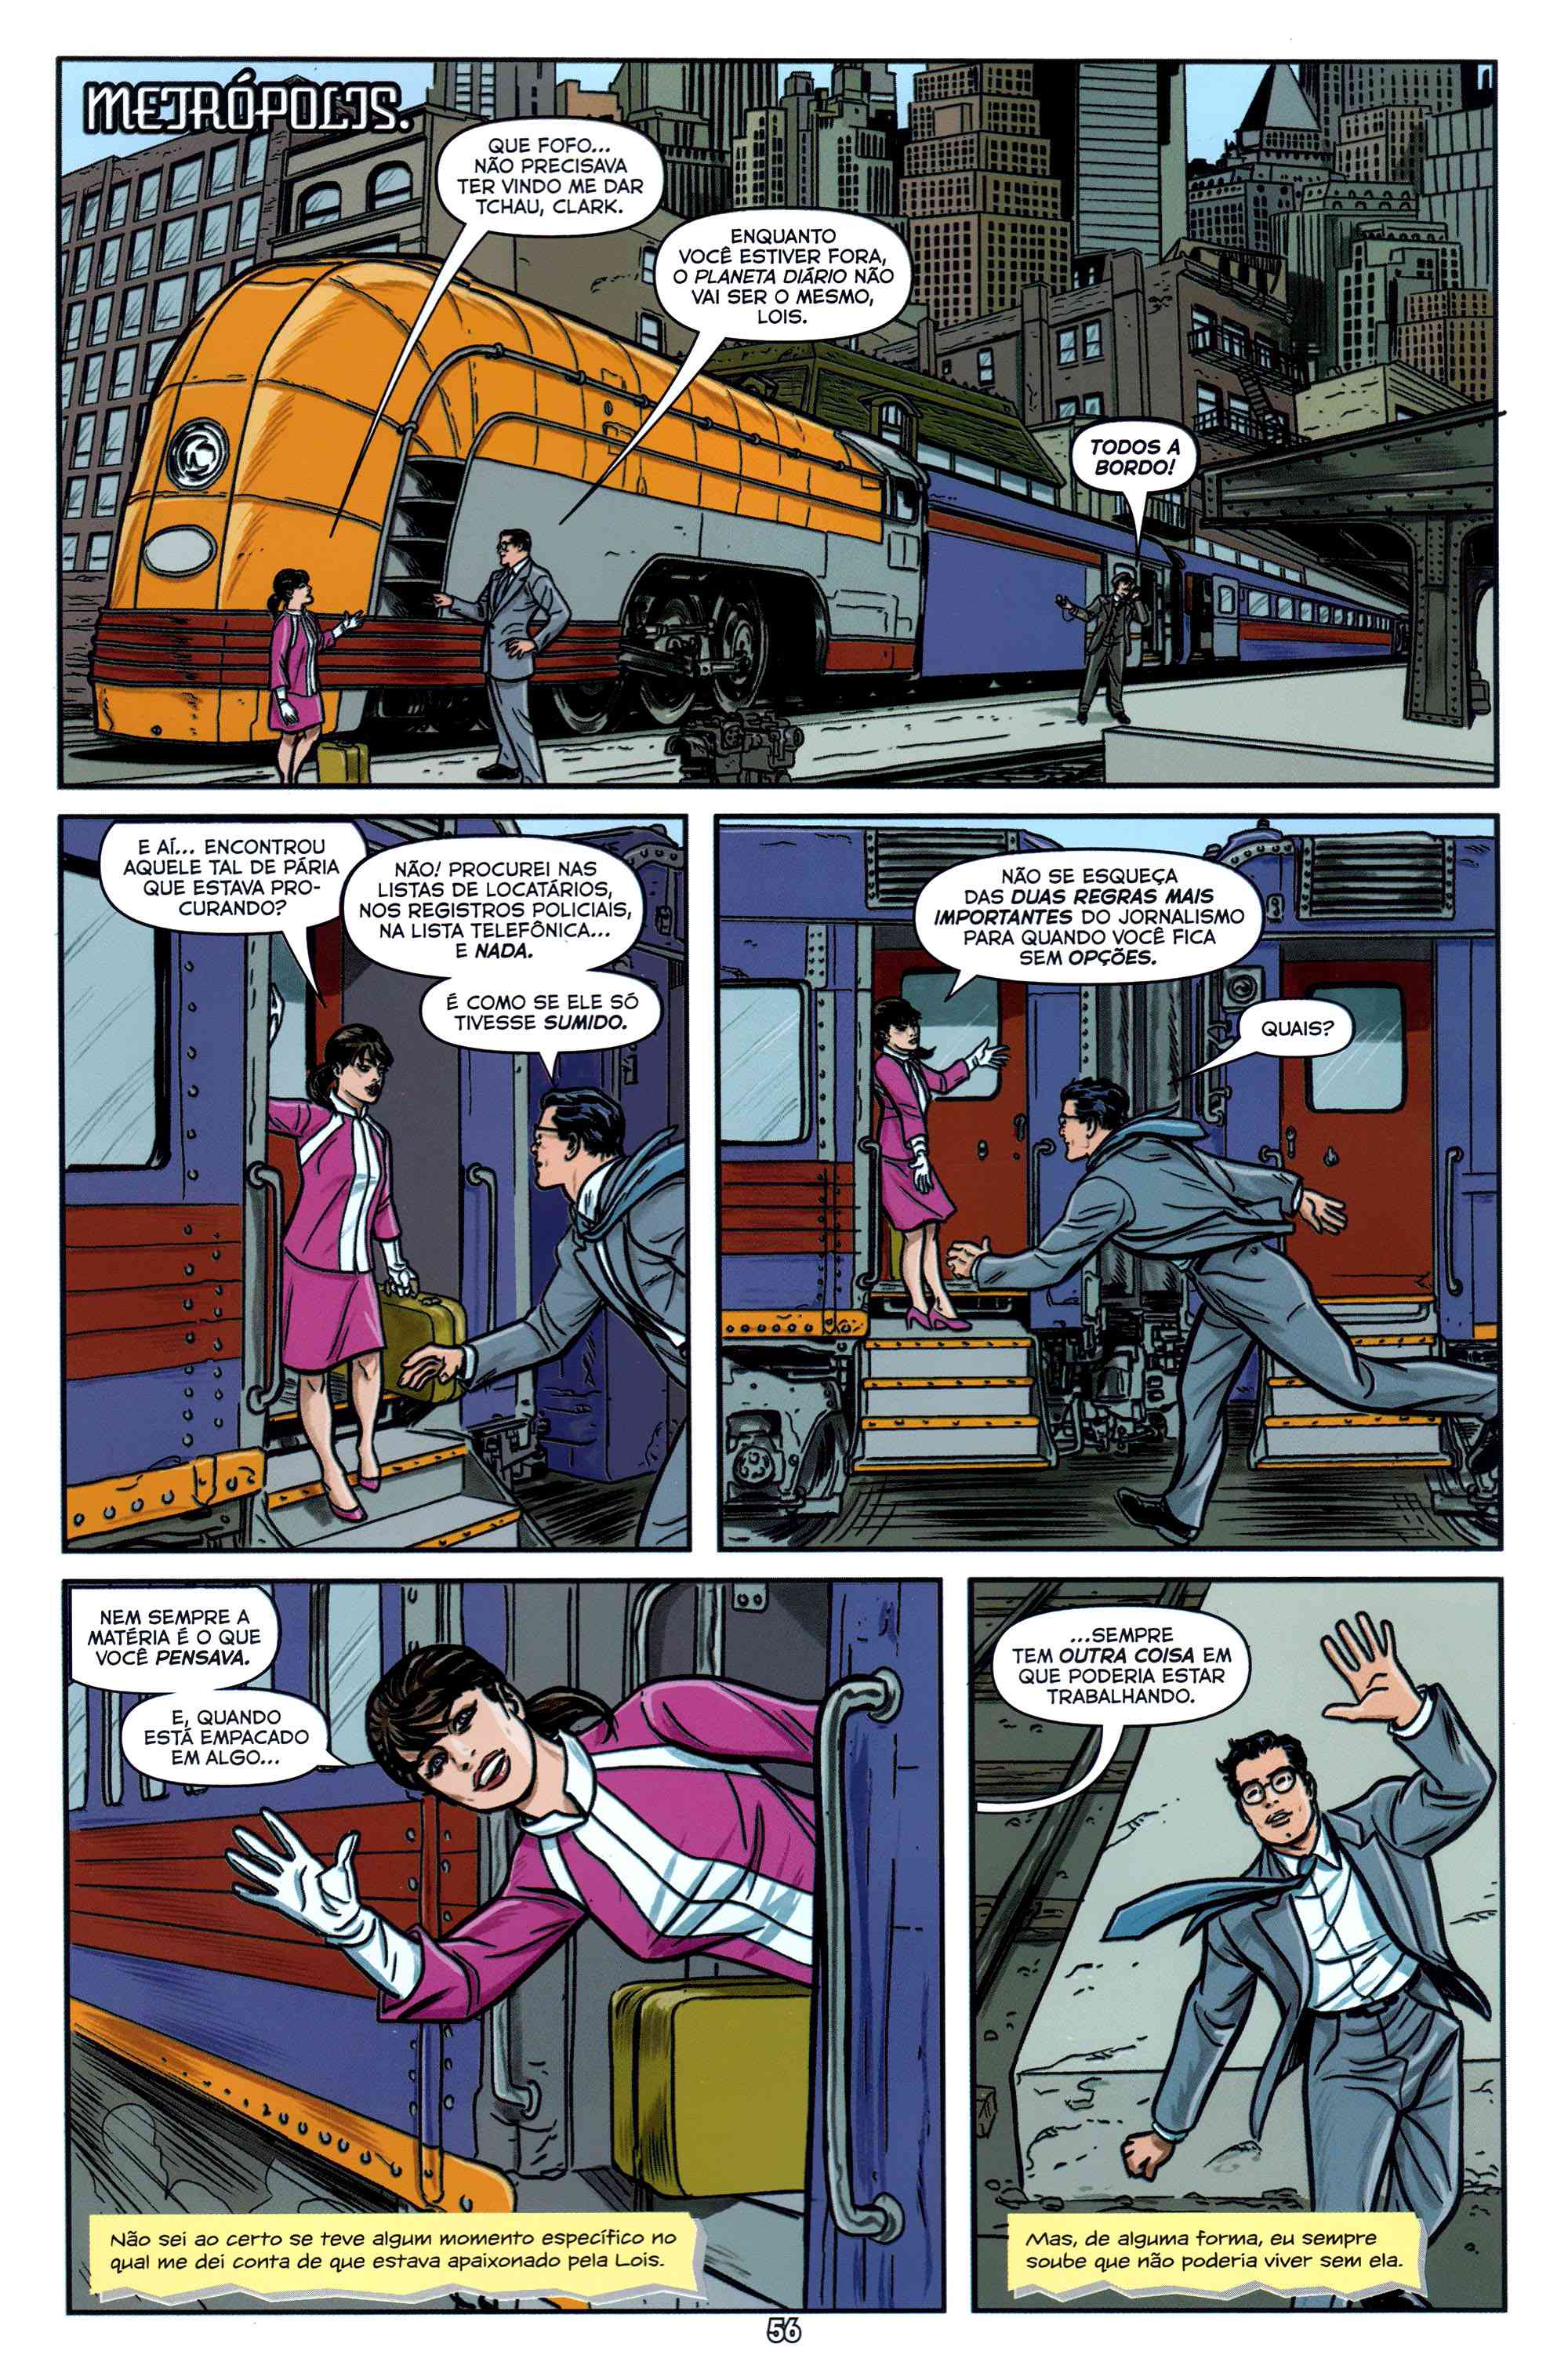 METRÓPOLIS.
QUE FOFO...
NÃO PRECISAVA
TER VINDO ME DAR
TCHAU, CLARK.
ENQUANTO
VOCÊ ESTIVER FORA,
O PLANETA DIÁRIO NÃO
VAI SER O MESMO,
LOIS.
TODOS A
BORDO!
E AÍ... ENCONTROU
AQUELE TAL DE PÁRIA
QUE ESTAVA PRO-
CURANDO?
NÃO! PROCUREI NAS
LISTAS DE LOCATÁRIOS,
NOS REGISTROS POLICIAIS,
NA LISTA TELEFÔNICA...
E NADA.
É COMO SE ELE SÓ
TIVESSE SUMIDO.
NÃO SE ESQUEÇA
DAS DUAS REGRAS MAIS
IMPORTANTES DO JORNALISMO
PARA QUANDO VOCÊ FICA
SEM OPÇÕES.
QUAIS?
NEM SEMPRE A
MATÉRIA É O QUE
VOCÊ PENSAVA.
E, QUANDO
ESTÁ EMPACADO
EM ALGO...
...SEMPRE
TEM OUTRA COISA EM
QUE PODERIA ESTAR
TRABALHANDO.
Não sei ao certo se teve algum momento específico no
qual me dei conta de que estava apaixonado pela Lois.
Mas, de alguma forma, eu sempre
soube que não poderia viver sem ela.
56